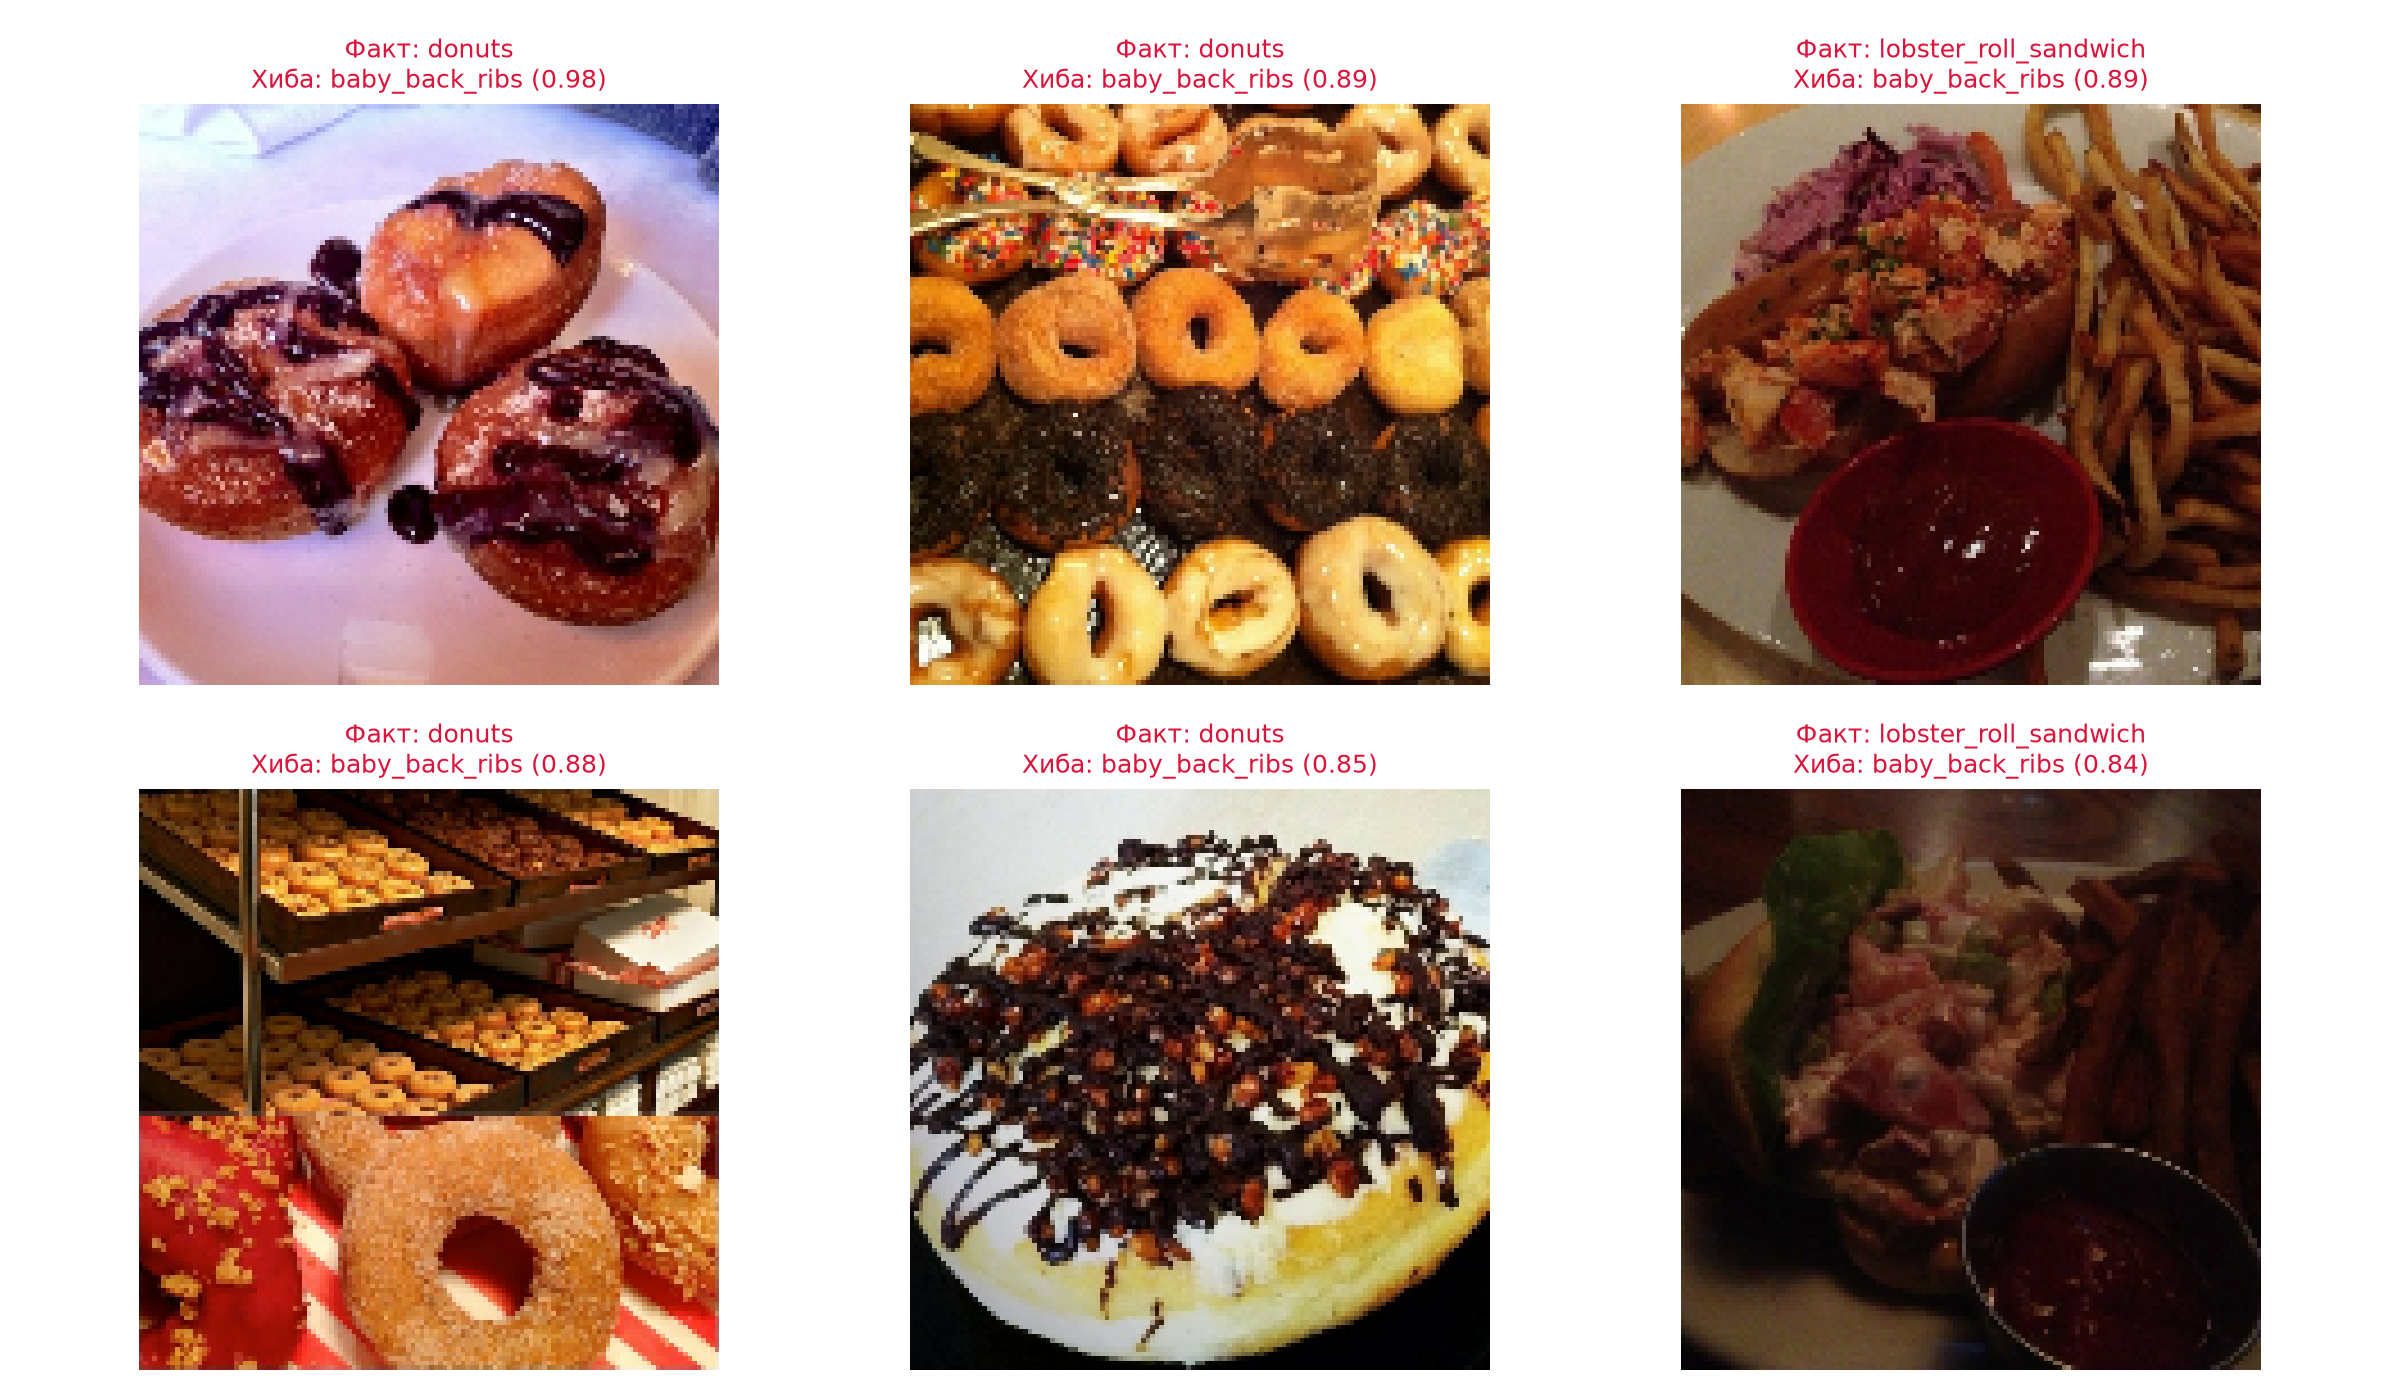 Факт: donuts
Хиба: baby_back_ribs (0.98)
Факт: donuts
Хиба: baby_back_ribs (0.89)
Факт: lobster_roll_sandwich
Хиба: baby_back_ribs (0.89)
Факт: donuts
Хиба: baby_back_ribs (0.88)
Факт: donuts
Хиба: baby_back_ribs (0.85)
Факт: lobster_roll_sandwich
Хиба: baby_back_ribs (0.84)